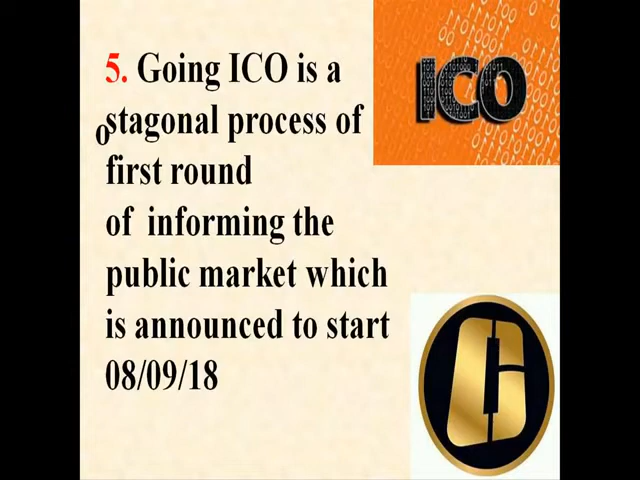 5. Going ICO is a
stagonal process of
o
first round
of informing the
public market which
is announced to start
08/09/18
ICO